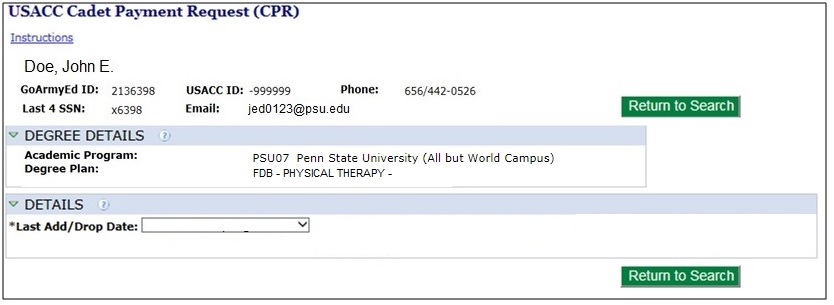 USACC Cadet Payment Request (CPR)
Instructions
Doe, John E.
GoArmyEd ID: 2136398 USACC ID: -999999 Phone: 656/442-0526
Last 4 SSN: x6398 Email: jed0123@psu.edu Return to Search
DEGREE DETAILS ?
Academic Program: PSU07 Penn State University (All but World Campus)
Degree Plan: FDB - PHYSICAL THERAPY -
DETAILS ?
*Last Add/Drop Date:
Return to Search